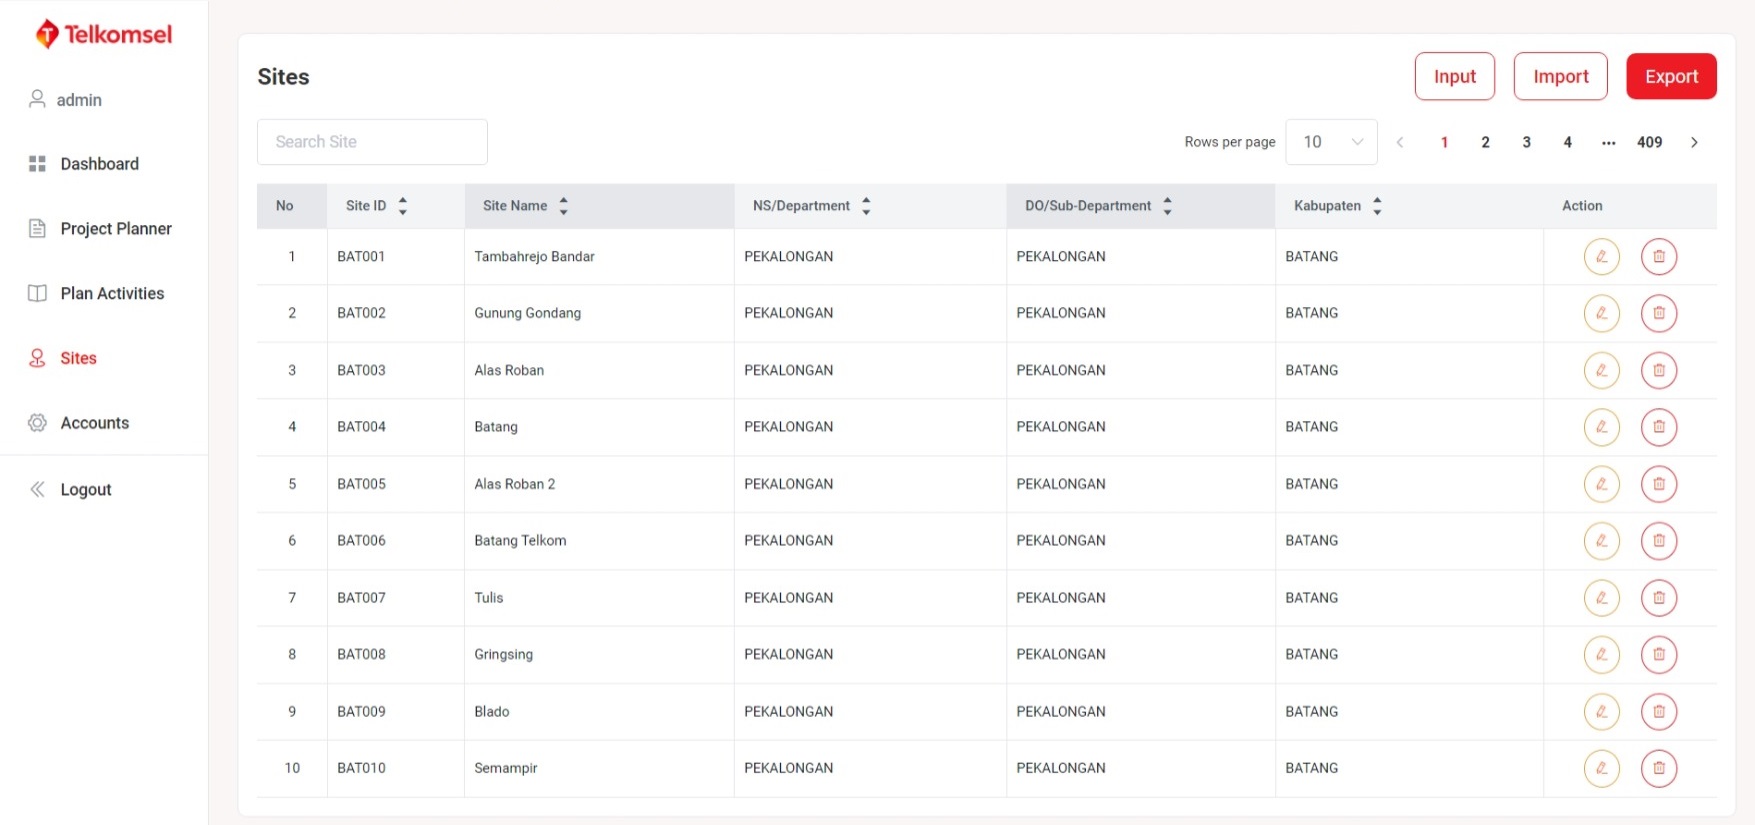 Telkomsel
admin
Dashboard
Project Planner
Plan Activities
Sites
Accounts
Logout
Sites
Input Import Export
Search Site
Rows per page 10 1 2 3 4 ••• 409
No Site ID Site Name NS/Department DO/Sub-Department Kabupaten Action
1 BAT001 Tambahrejo Bandar PEKALONGAN PEKALONGAN BATANG
2 BAT002 Gunung Gondang PEKALONGAN PEKALONGAN BATANG
3 BAT003 Alas Roban PEKALONGAN PEKALONGAN BATANG
4 BAT004 Batang PEKALONGAN PEKALONGAN BATANG
5 BAT005 Alas Roban 2 PEKALONGAN PEKALONGAN BATANG
6 BAT006 Batang Telkom PEKALONGAN PEKALONGAN BATANG
7 BAT007 Tulis PEKALONGAN PEKALONGAN BATANG
8 BAT008 Gringsing PEKALONGAN PEKALONGAN BATANG
9 BAT009 Blado PEKALONGAN PEKALONGAN BATANG
10 BAT010 Semampir PEKALONGAN PEKALONGAN BATANG